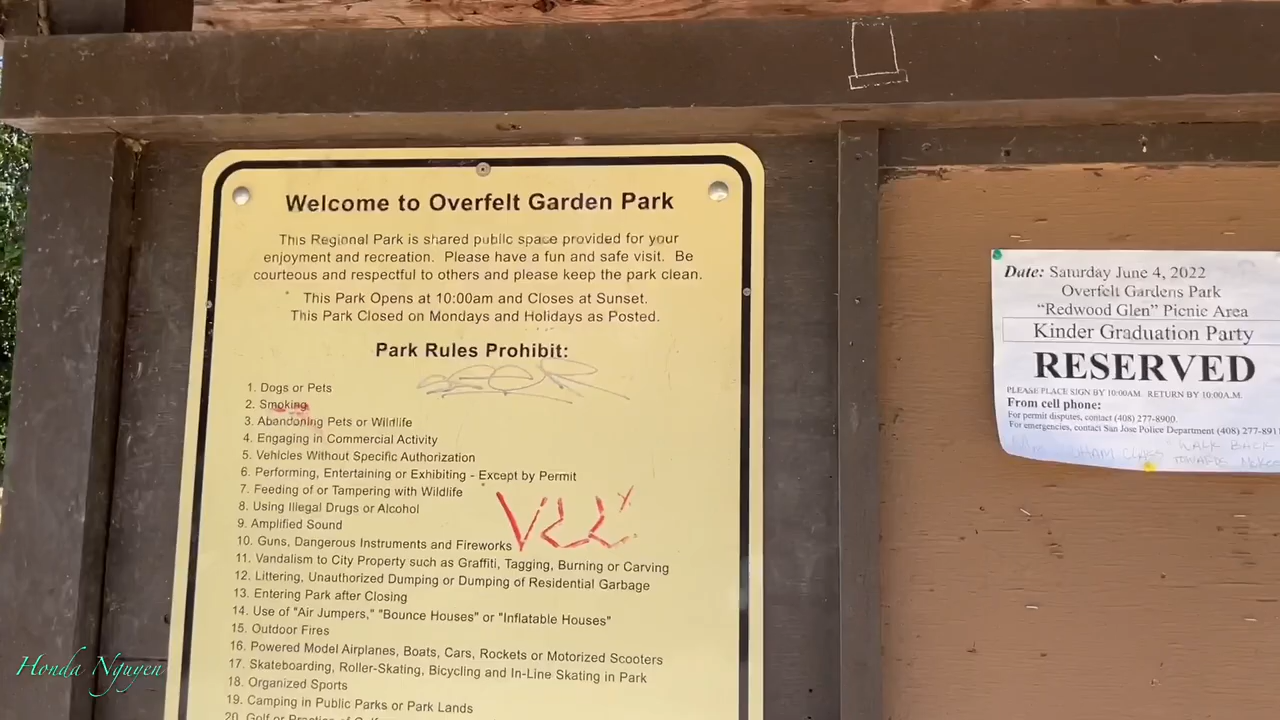 Welcome to Overfelt Garden Park
This Regional Park is shared public space provided for your
enjoyment and recreation. Please have a fun and safe visit. Be
courteous and respectful to others and please keep the park clean.
This Park Opens at 10:00am and Closes at Sunset.
This Park Closed on Mondays and Holidays as Posted.
Park Rules Prohibit:
1. Dogs or Pets
2. Smoking
3. Abandoning Pets or Wildlife
4. Engaging in Commercial Activity
5. Vehicles Without Specific Authorization
6. Performing, Entertaining or Exhibiting - Except by Permit
7. Feeding of or Tampering with Wildlife
8. Using Illegal Drugs or Alcohol
9. Amplified Sound
10. Guns, Dangerous Instruments and Fireworks
11. Vandalism to City Property such as Graffiti, Tagging, Burning or Carving
12. Littering, Unauthorized Dumping or Dumping of Residential Garbage
13. Entering Park after Closing
14. Use of "Air Jumpers," "Bounce Houses" or "Inflatable Houses"
15. Outdoor Fires
16. Powered Model Airplanes, Boats, Cars, Rockets or Motorized Scooters
17. Skateboarding, Roller-Skating, Bicycling and In-Line Skating in Park
18. Organized Sports
19. Camping in Public Parks or Park Lands
20. Golf or Practice of Golf
Date: Saturday June 4, 2022
Overfelt Gardens Park
"Redwood Glen" Picnic Area
Kinder Graduation Party
RESERVED
PLEASE PLACE SIGN BY 10:00AM. RETURN BY 10:00A.M.
From cell phone:
For permit disputes, contact (408) 277-8900.
For emergencies, contact San Jose Police Department (408) 277-891
CLASS WALK BACK
TOWARDS
Honda Nguyen